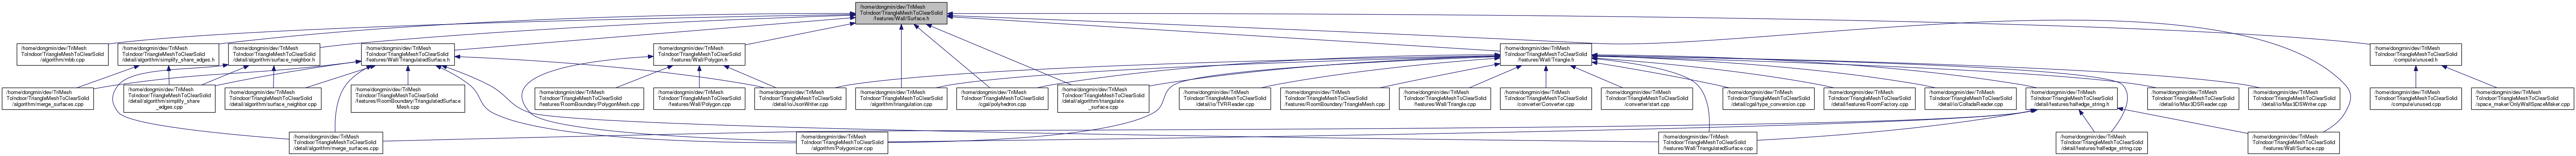 /home/dongmin/dev/TriMesh
ToIndoor/TriangleMeshToClearSolid
/features/Wall/Surface.h
/home/dongmin/dev/TriMesh
ToIndoor/TriangleMeshToClearSolid
/algorithm/mbb.cpp
/home/dongmin/dev/TriMesh
ToIndoor/TriangleMeshToClearSolid
/detail/algorithm/simplify_share_edges.h
/home/dongmin/dev/TriMesh
ToIndoor/TriangleMeshToClearSolid
/detail/algorithm/surface_neighbor.h
/home/dongmin/dev/TriMesh
ToIndoor/TriangleMeshToClearSolid
/features/Wall/TriangulatedSurface.h
/home/dongmin/dev/TriMesh
ToIndoor/TriangleMeshToClearSolid
/features/Wall/Polygon.h
/home/dongmin/dev/TriMesh
ToIndoor/TriangleMeshToClearSolid
/features/Wall/Triangle.h
/home/dongmin/dev/TriMesh
ToIndoor/TriangleMeshToClearSolid
/compute/unused.h
/home/dongmin/dev/TriMesh
ToIndoor/TriangleMeshToClearSolid
/algorithm/merge_surfaces.cpp
/home/dongmin/dev/TriMesh
ToIndoor/TriangleMeshToClearSolid
/detail/algorithm/simplify_share
_edges.cpp
/home/dongmin/dev/TriMesh
ToIndoor/TriangleMeshToClearSolid
/detail/algorithm/surface_neighbor.cpp
/home/dongmin/dev/TriMesh
ToIndoor/TriangleMeshToClearSolid
/features/RoomBoundary/TriangulatedSurface
Mesh.cpp
/home/dongmin/dev/TriMesh
ToIndoor/TriangleMeshToClearSolid
/features/RoomBoundary/PolygonMesh.cpp
/home/dongmin/dev/TriMesh
ToIndoor/TriangleMeshToClearSolid
/features/Wall/Polygon.cpp
/home/dongmin/dev/TriMesh
ToIndoor/TriangleMeshToClearSolid
/detail/io/JsonWriter.cpp
/home/dongmin/dev/TriMesh
ToIndoor/TriangleMeshToClearSolid
/algorithm/triangulation.cpp
/home/dongmin/dev/TriMesh
ToIndoor/TriangleMeshToClearSolid
/cgal/polyhedron.cpp
/home/dongmin/dev/TriMesh
ToIndoor/TriangleMeshToClearSolid
/detail/algorithm/triangulate
_surface.cpp
/home/dongmin/dev/TriMesh
ToIndoor/TriangleMeshToClearSolid
/detail/io/TVRReader.cpp
/home/dongmin/dev/TriMesh
ToIndoor/TriangleMeshToClearSolid
/features/RoomBoundary/TriangleMesh.cpp
/home/dongmin/dev/TriMesh
ToIndoor/TriangleMeshToClearSolid
/features/Wall/Triangle.cpp
/home/dongmin/dev/TriMesh
ToIndoor/TriangleMeshToClearSolid
/converter/Converter.cpp
/home/dongmin/dev/TriMesh
ToIndoor/TriangleMeshToClearSolid
/converter/start.cpp
/home/dongmin/dev/TriMesh
ToIndoor/TriangleMeshToClearSolid
/detail/cgal/type_conversion.cpp
/home/dongmin/dev/TriMesh
ToIndoor/TriangleMeshToClearSolid
/detail/features/RoomFactory.cpp
/home/dongmin/dev/TriMesh
ToIndoor/TriangleMeshToClearSolid
/detail/io/ColladaReader.cpp
/home/dongmin/dev/TriMesh
ToIndoor/TriangleMeshToClearSolid
/detail/features/halfedge_string.h
/home/dongmin/dev/TriMesh
ToIndoor/TriangleMeshToClearSolid
/detail/io/Max3DSReader.cpp
/home/dongmin/dev/TriMesh
ToIndoor/TriangleMeshToClearSolid
/detail/io/Max3DSWriter.cpp
/home/dongmin/dev/TriMesh
ToIndoor/TriangleMeshToClearSolid
/compute/unused.cpp
/home/dongmin/dev/TriMesh
ToIndoor/TriangleMeshToClearSolid
/space_maker/OnlyWallSpaceMaker.cpp
/home/dongmin/dev/TriMesh
ToIndoor/TriangleMeshToClearSolid
/detail/algorithm/merge_surfaces.cpp
/home/dongmin/dev/TriMesh
ToIndoor/TriangleMeshToClearSolid
/algorithm/Polygonizer.cpp
/home/dongmin/dev/TriMesh
ToIndoor/TriangleMeshToClearSolid
/features/Wall/TriangulatedSurface.cpp
/home/dongmin/dev/TriMesh
ToIndoor/TriangleMeshToClearSolid
/detail/features/halfedge_string.cpp
/home/dongmin/dev/TriMesh
ToIndoor/TriangleMeshToClearSolid
/features/Wall/Surface.cpp